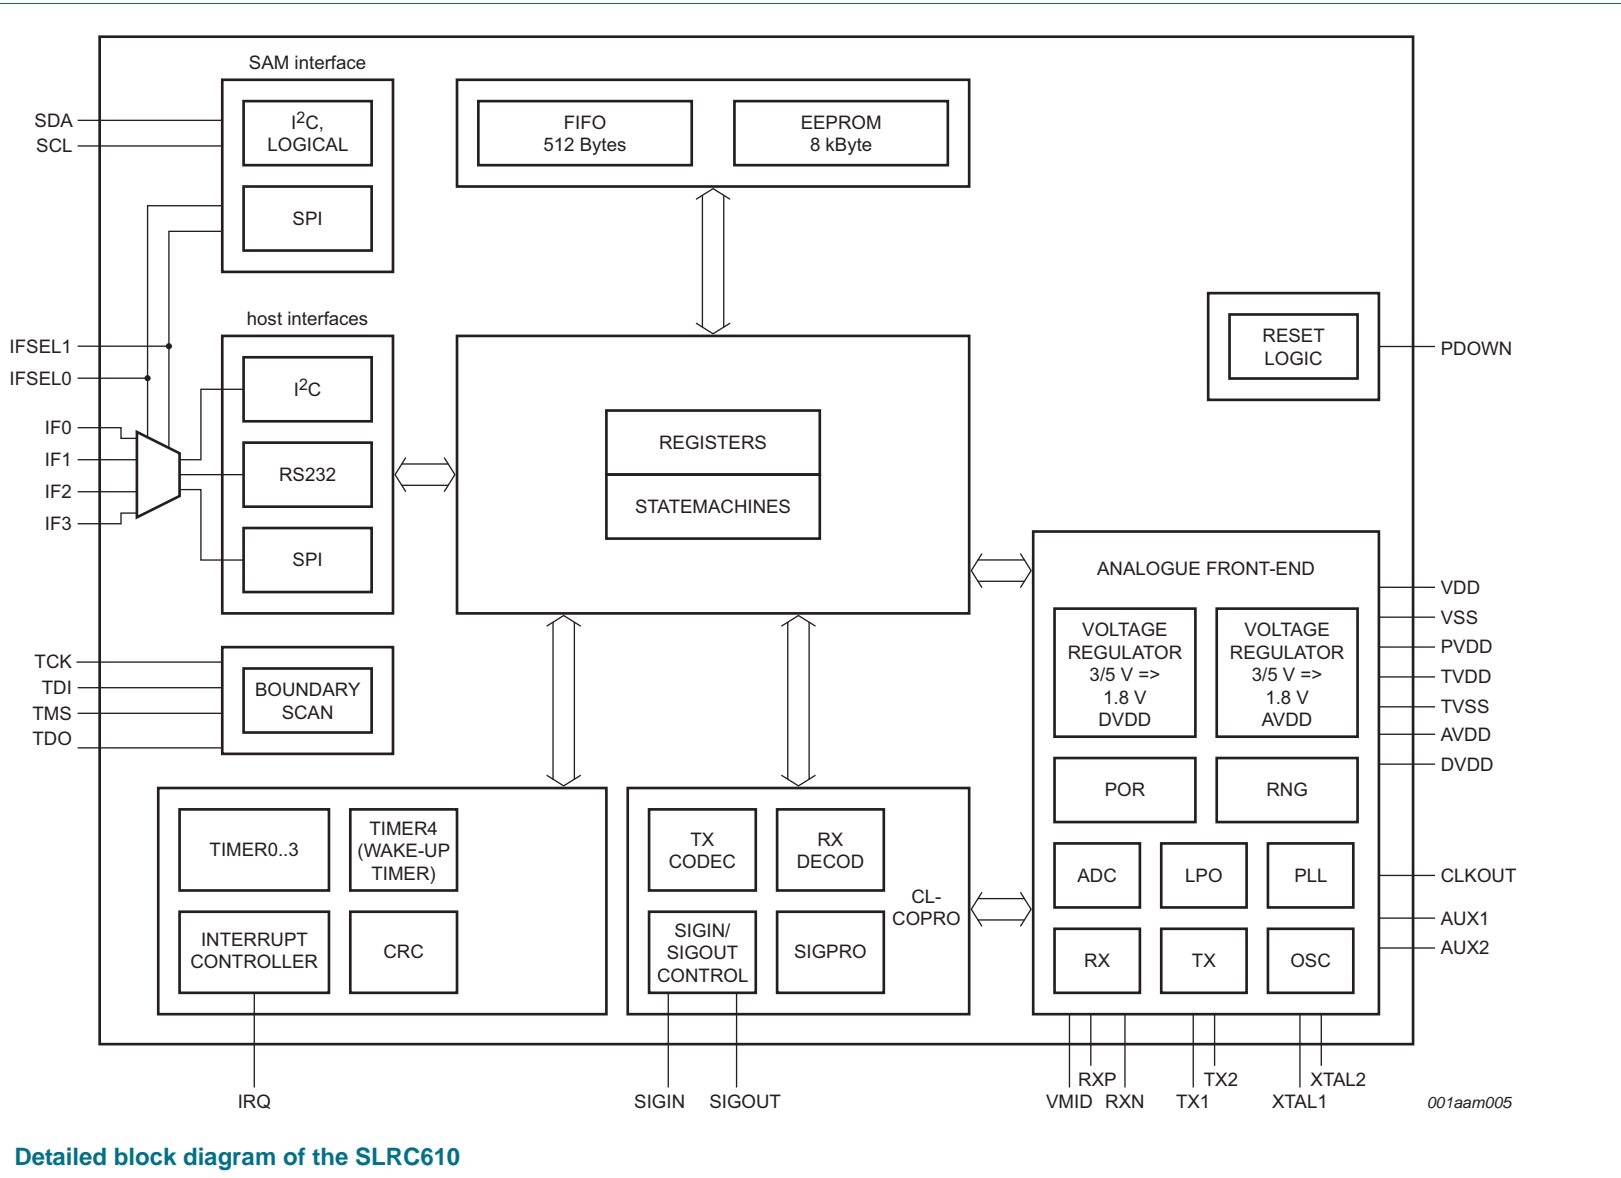 SAM interface
SDA
SCL
I2C,
LOGICAL
SPI
FIFO
512 Bytes
EEPROM
8 kByte
host interfaces
IFSEL1
IFSEL0
IF0
IF1
IF2
IF3
I2C
RS232
SPI
REGISTERS
STATEMACHINES
RESET
LOGIC
PDOWN
TCK
TDI
TMS
TDO
BOUNDARY
SCAN
ANALOGUE FRONT-END
VOLTAGE
REGULATOR
3/5 V =>
1.8 V
DVDD
VOLTAGE
REGULATOR
3/5 V =>
1.8 V
AVDD
POR
RNG
ADC
LPO
PLL
RX
TX
OSC
VDD
VSS
PVDD
TVDD
TVSS
AVDD
DVDD
CLKOUT
AUX1
AUX2
TIMER0..3
TIMER4
(WAKE-UP
TIMER)
INTERRUPT
CONTROLLER
CRC
TX
CODEC
RX
DECOD
CL-
COPRO
SIGIN/
SIGOUT
CONTROL
SIGPRO
IRQ
SIGIN
SIGOUT
VMID
RXP
RXN
TX1
TX2
XTAL1
XTAL2
001aam005
Detailed block diagram of the SLRC610